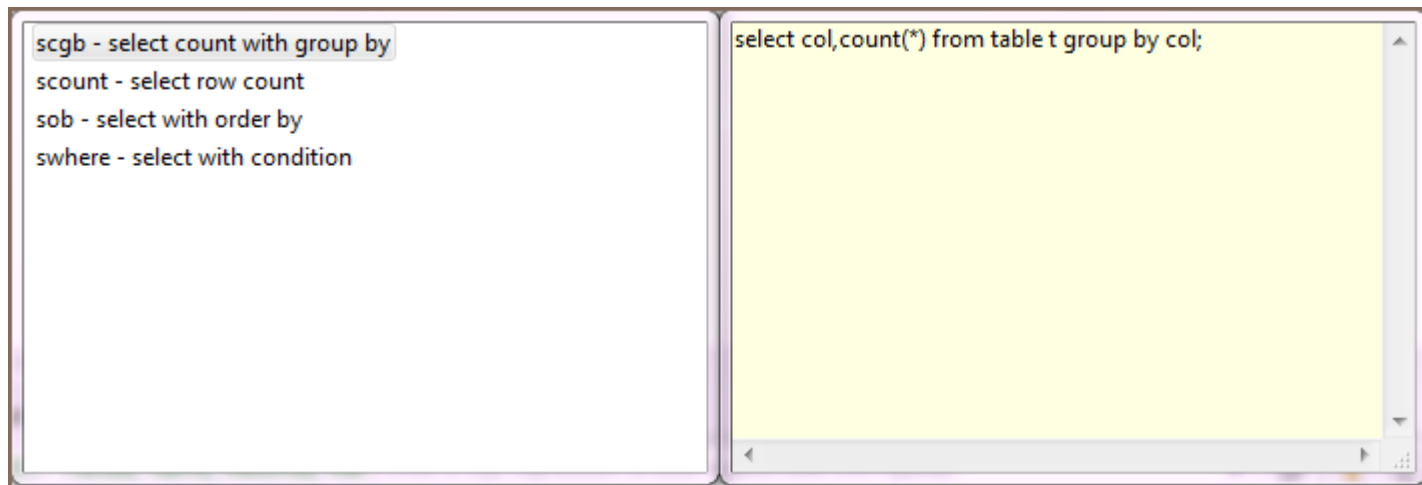 scgb - select count with group by
scount - select row count
sob - select with order by
swhere - select with condition
select col,count(*) from table t group by col;